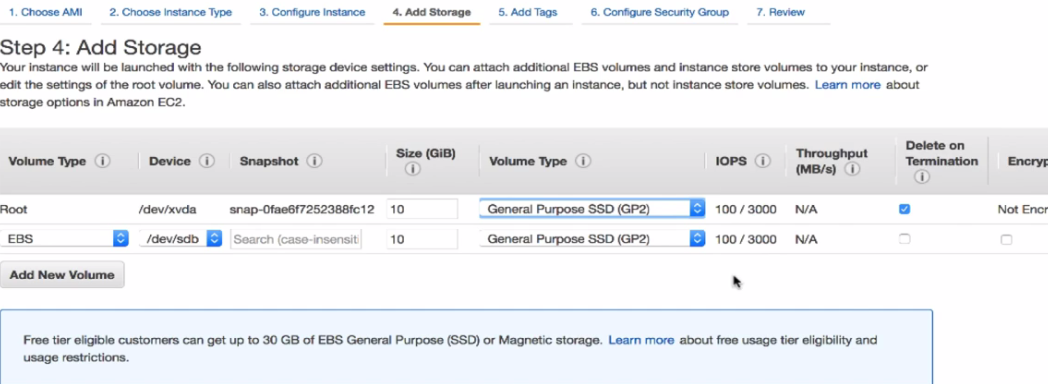 1. Choose AMI 2. Choose Instance Type 3. Configure Instance 4. Add Storage 5. Add Tags 6. Configure Security Group 7. Review
Step 4: Add Storage
Your instance will be launched with the following storage device settings. You can attach additional EBS volumes and instance store volumes to your instance, or
edit the settings of the root volume. You can also attach additional EBS volumes after launching an instance, but not instance store volumes. Learn more about
storage options in Amazon EC2.
Volume Type Device Snapshot Size (GiB) Volume Type IOPS Throughput (MB/s) Delete on Termination Encryp
Root /dev/xvda snap-0fae6f7252388fc12 10 General Purpose SSD (GP2) 100 / 3000 N/A Not Encr
EBS /dev/sdb Search (case-insensit 10 General Purpose SSD (GP2) 100 / 3000 N/A
Add New Volume
Free tier eligible customers can get up to 30 GB of EBS General Purpose (SSD) or Magnetic storage. Learn more about free usage tier eligibility and
usage restrictions.